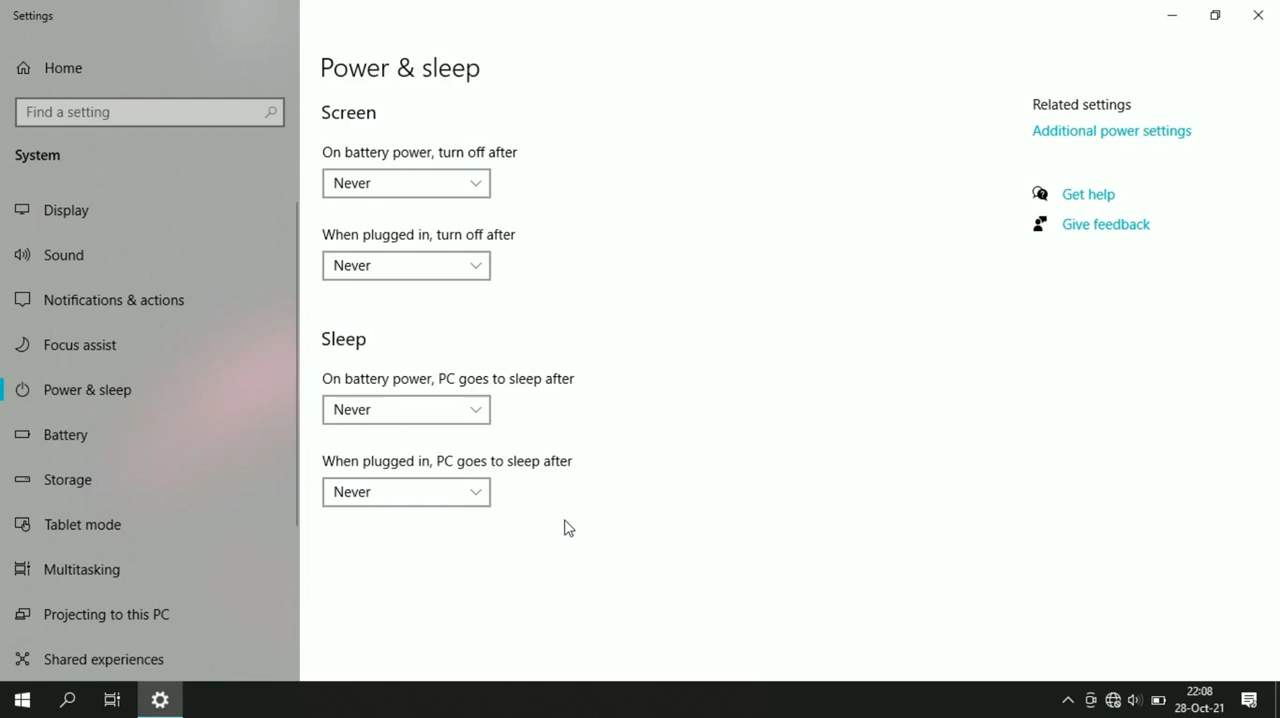 Settings
Home
Find a setting
System
Display
Sound
Notifications & actions
Focus assist
Power & sleep
Battery
Storage
Tablet mode
Multitasking
Projecting to this PC
Shared experiences
Power & sleep
Screen
On battery power, turn off after
Never
When plugged in, turn off after
Never
Sleep
On battery power, PC goes to sleep after
Never
When plugged in, PC goes to sleep after
Never
Related settings
Additional power settings
Get help
Give feedback
22:08
28-Oct-21